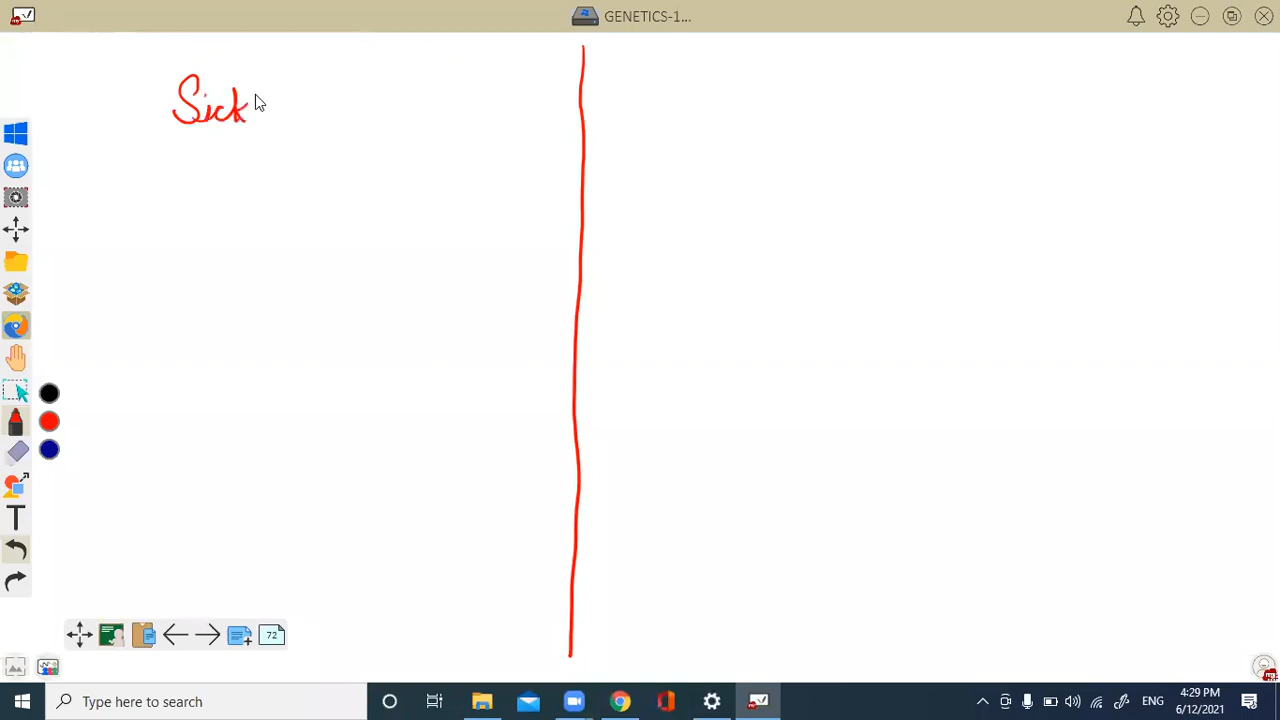 GENETICS-1...
Sick
72
Type here to search
ENG
4:29 PM
6/12/2021